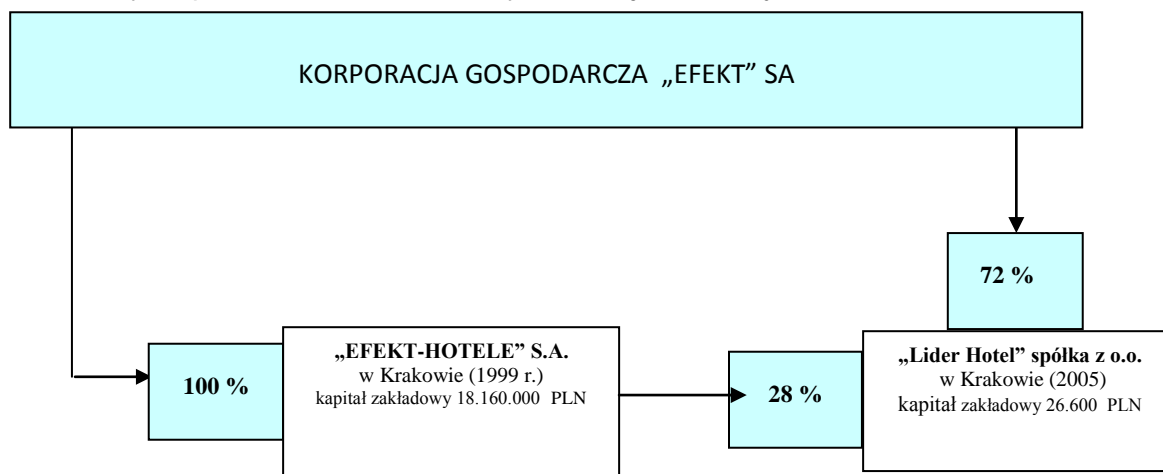 KORPORACJA GOSPODARCZA „EFEKT” SA
72 %
100 %
„EFEKT-HOTELE” S.A.
w Krakowie (1999 r.)
kapitał zakładowy 18.160.000 PLN
28 %
„Lider Hotel” spółka z o.o.
w Krakowie (2005)
kapitał zakładowy 26.600 PLN